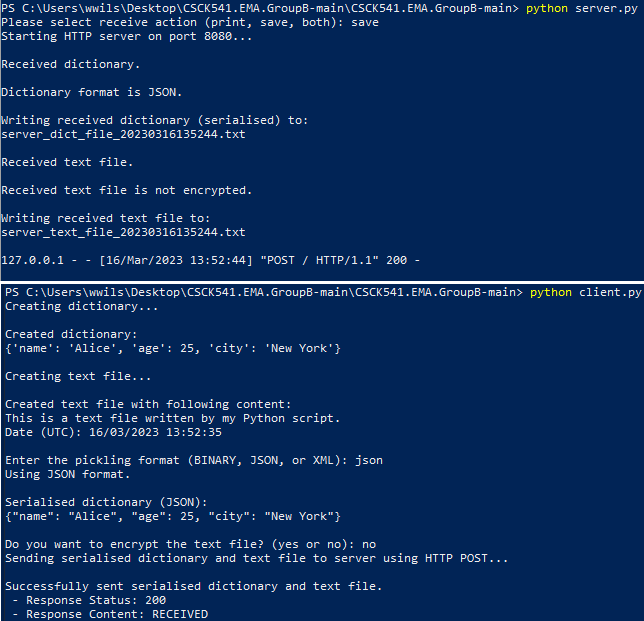 PS C:\Users\wwils\Desktop\CSCK541.EMA.GroupB-main\CSCK541.EMA.GroupB-main> python server.py
Please select receive action (print, save, both): save
Starting HTTP server on port 8080...
Received dictionary.
Dictionary format is JSON.
Writing received dictionary (serialised) to:
server_dict_file_20230316135244.txt
Received text file.
Received text file is not encrypted.
Writing received text file to:
server_text_file_20230316135244.txt
127.0.0.1 - - [16/Mar/2023 13:52:44] "POST / HTTP/1.1" 200 -
PS C:\Users\wwils\Desktop\CSCK541.EMA.GroupB-main\CSCK541.EMA.GroupB-main> python client.py
Creating dictionary...
Created dictionary:
{'name': 'Alice', 'age': 25, 'city': 'New York'}
Creating text file...
Created text file with following content:
This is a text file written by my Python script.
Date (UTC): 16/03/2023 13:52:35
Enter the pickling format (BINARY, JSON, or XML): json
Using JSON format.
Serialised dictionary (JSON):
{"name": "Alice", "age": 25, "city": "New York"}
Do you want to encrypt the text file? (yes or no): no
Sending serialised dictionary and text file to server using HTTP POST...
Successfully sent serialised dictionary and text file.
- Response Status: 200
- Response Content: RECEIVED